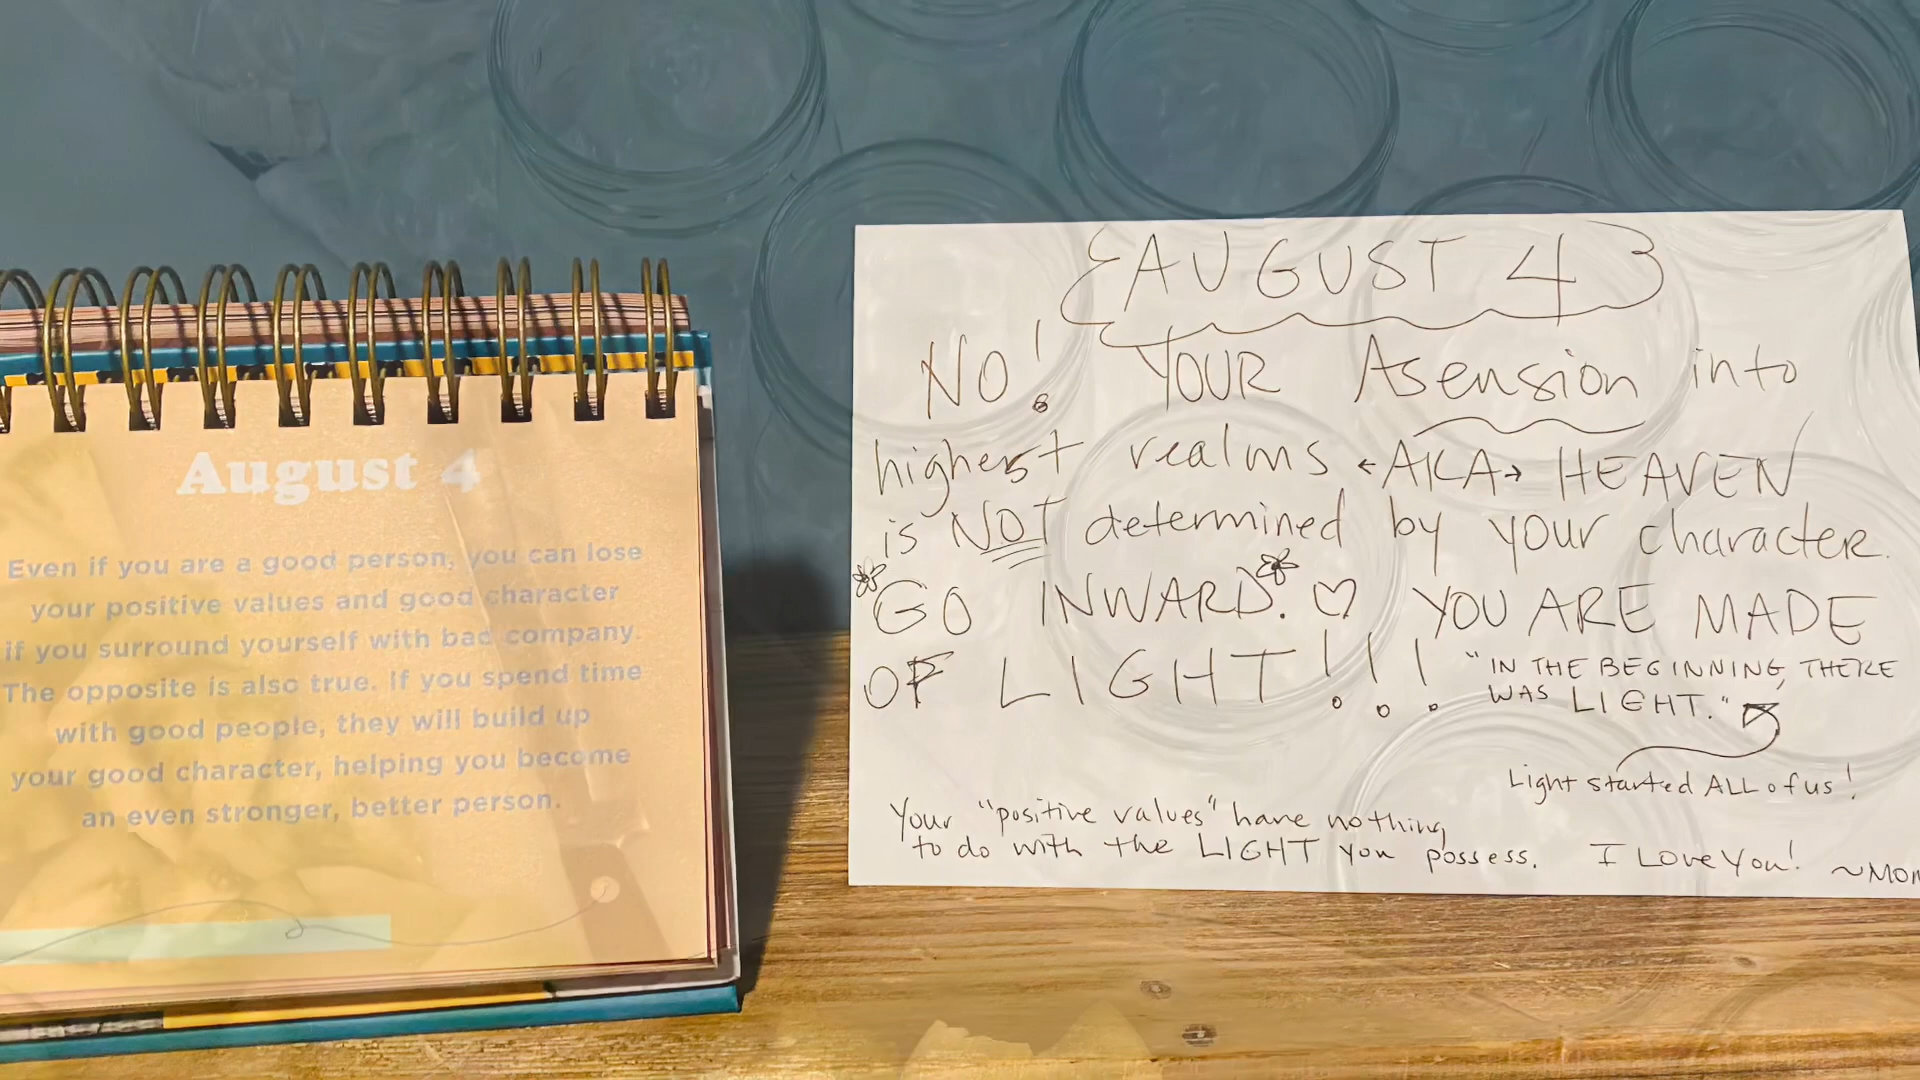 August 4
Even if you are a good person, you can lose
your positive values and good character
if you surround yourself with bad company.
The opposite is also true. If you spend time
with good people, they will build up
your good character, helping you become
an even stronger, better person.
{AUGUST 4}
NO! YOUR Asension into
highest realms ←AKA→ HEAVEN
is NOT determined by your character.
GO INWARD. ♡ YOU ARE MADE
OF LIGHT!!! "IN THE BEGINNING, THERE
WAS LIGHT."
Light started ALL of us!
Your "positive values" have nothing
to do with the LIGHT you possess. I Love You! ~MOM